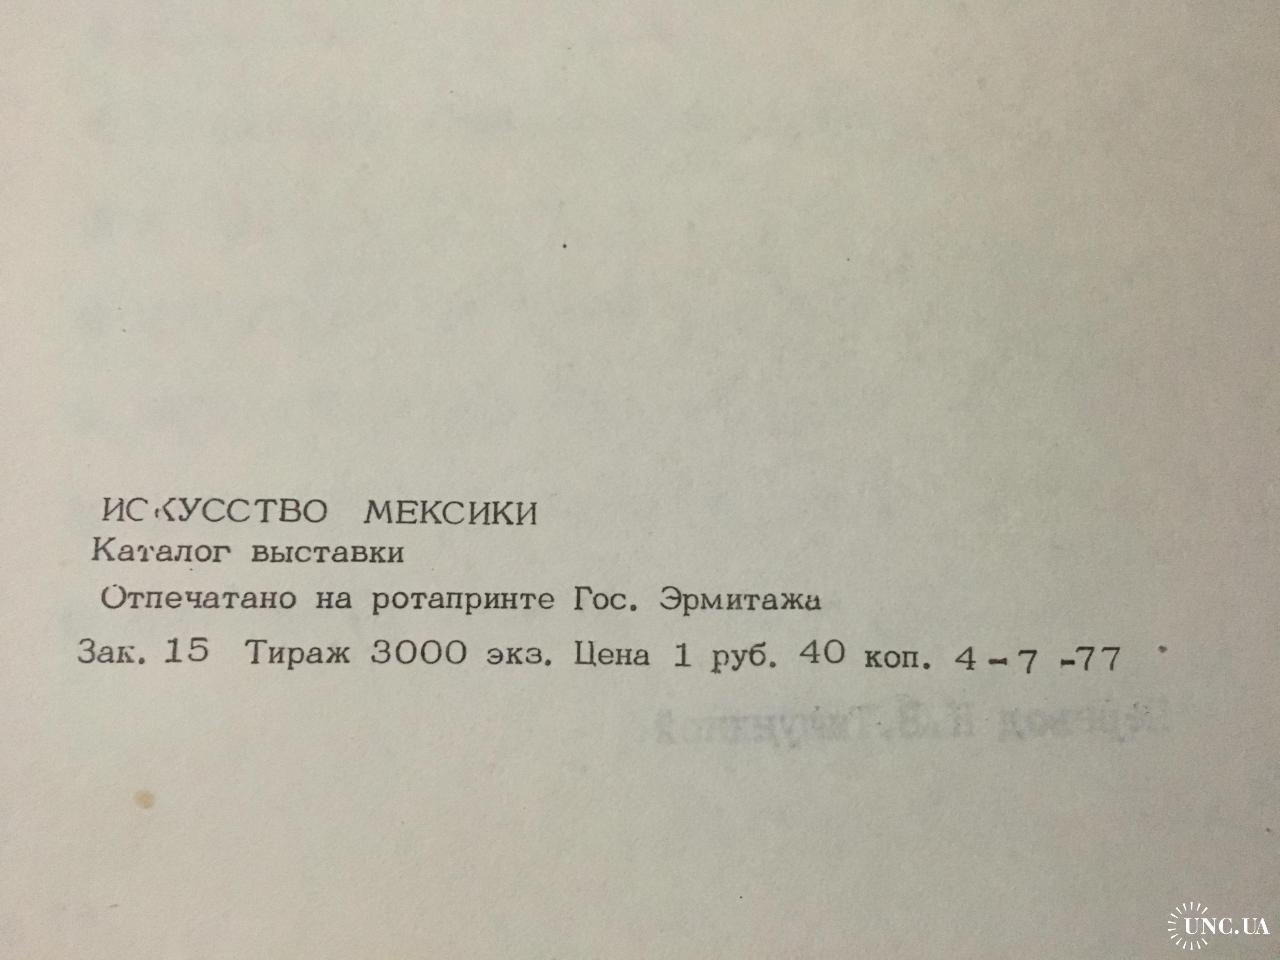 ИСКУССТВО МЕКСИКИ
Каталог выставки
Отпечатано на ротапринте Гос. Эрмитажа
Зак. 15 Тираж 3000 экз. Цена 1 руб. 40 коп. 4-7-77
UNC.UA